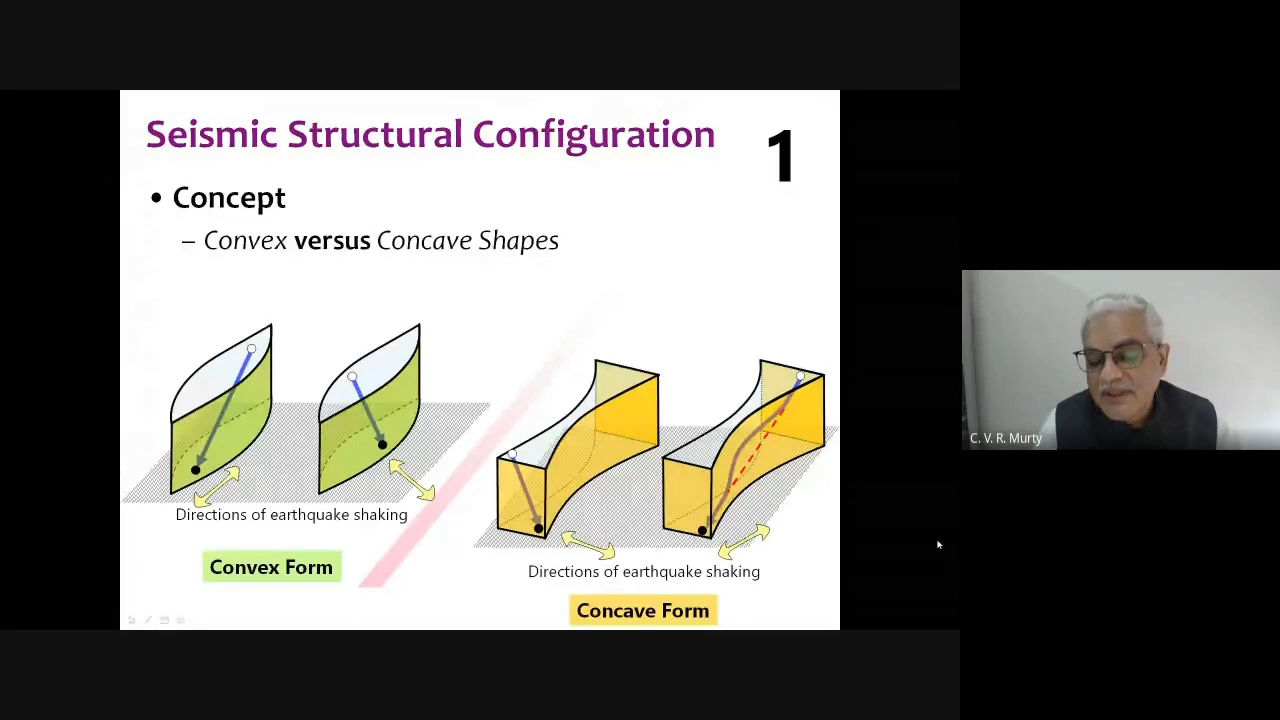 Seismic Structural Configuration
1
• Concept
– Convex versus Concave Shapes
Directions of earthquake shaking
Convex Form
Directions of earthquake shaking
Concave Form
C. V. R. Murty